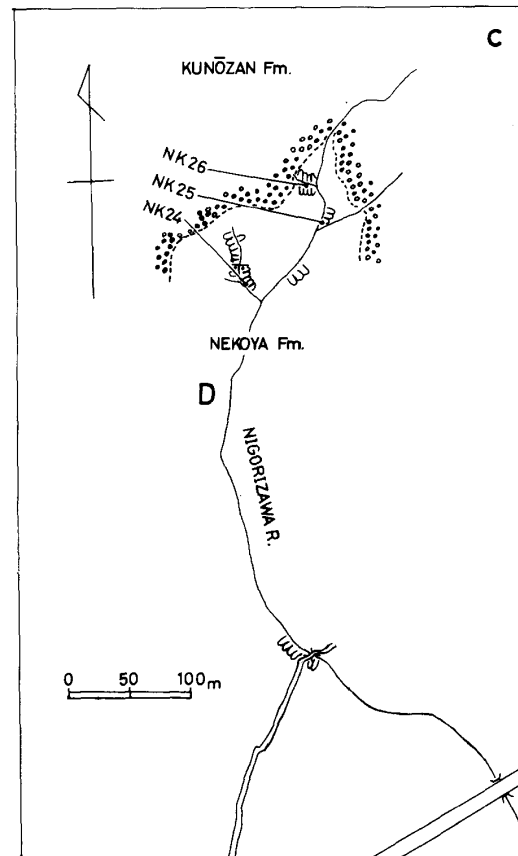 C
KUNŌZAN Fm.
NK26
NK25
NK24
NEKOYA Fm.
D
NIGORIZAWA R.
0 50 100m